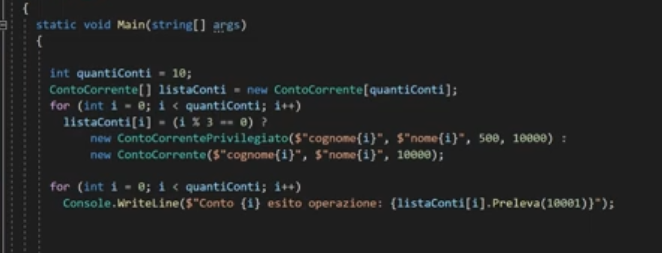 {
static void Main(string[] args)
{
int quantiConti = 10;
ContoCorrente[] listaConti = new ContoCorrente[quantiConti];
for (int i = 0; i < quantiConti; i++)
listaConti[i] = (i % 3 == 0) ?
new ContoCorrentePrivilegiato($"cognome{i}", $"nome{i}", 500, 10000) :
new ContoCorrente($"cognome{i}", $"nome{i}", 10000);
for (int i = 0; i < quantiConti; i++)
Console.WriteLine($"Conto {i} esito operazione: {listaConti[i].Preleva(10001)}");